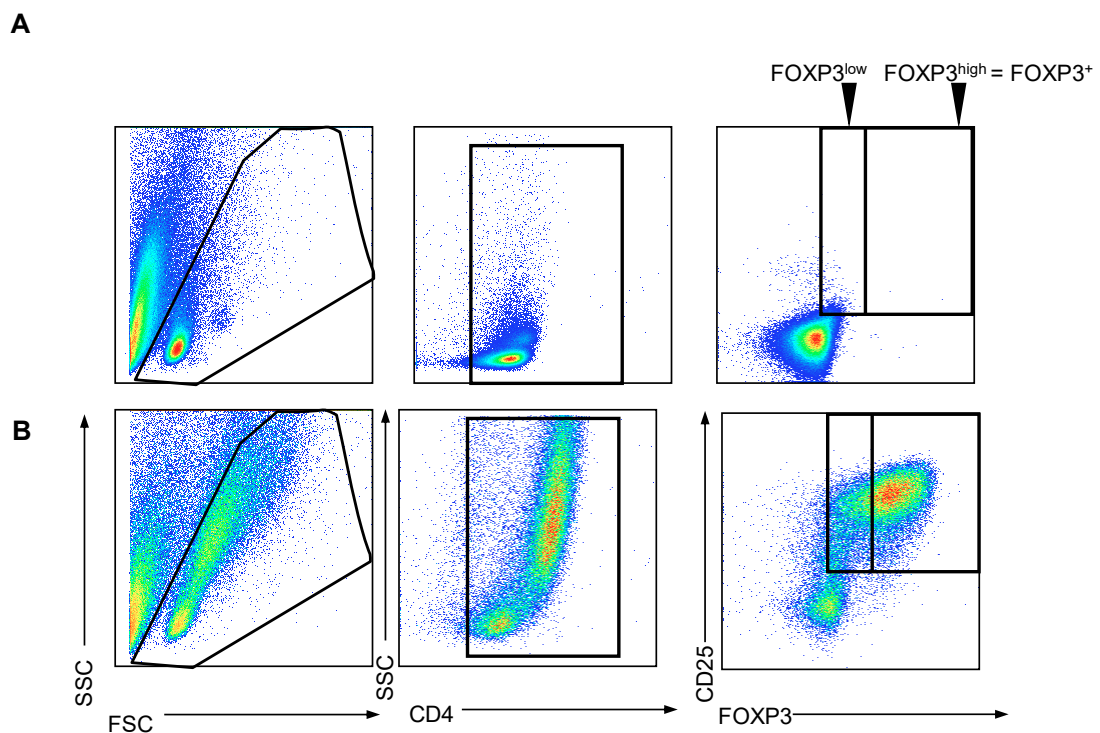 A
FOXP3low FOXP3high = FOXP3+
B
SSC
FSC
SSC
CD4
CD25
FOXP3